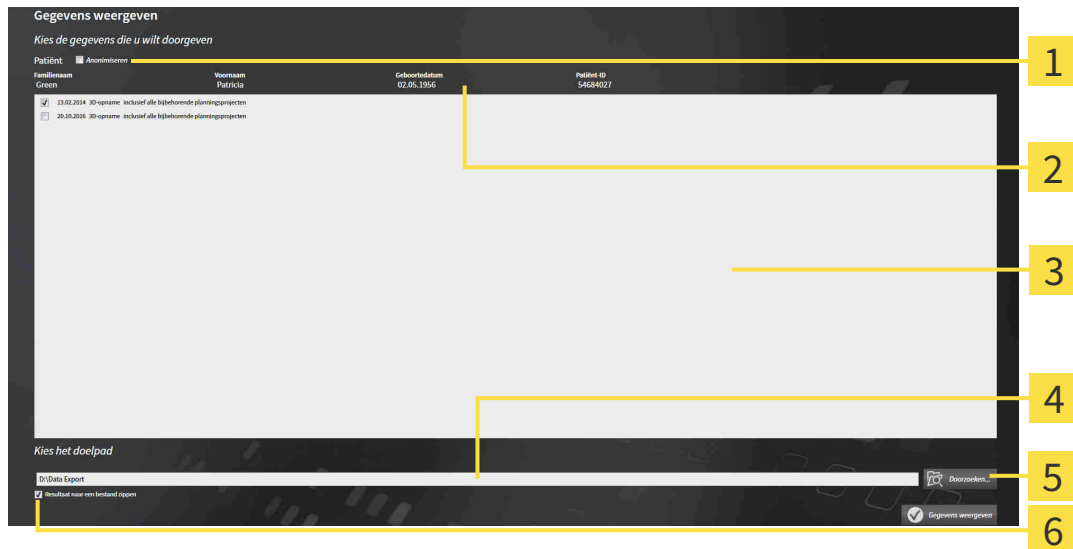 Gegevens weergeven
Kies de gegevens die u wilt doorgeven
Patiënt Anonimiseren
1
Familienaam Voornaam Geboortedatum Patiënt-ID
Green Patricia 02.05.1956 54684027
13.02.2014 3D-opname inclusief alle bijbehorende planningsprojecten
20.10.2016 3D-opname inclusief alle bijbehorende planningsprojecten
2
3
4
Kies het doelpad
D:\Data Export
Doorzoeken...
5
Resultaat naar een bestand zippen
Gegevens weergeven
6